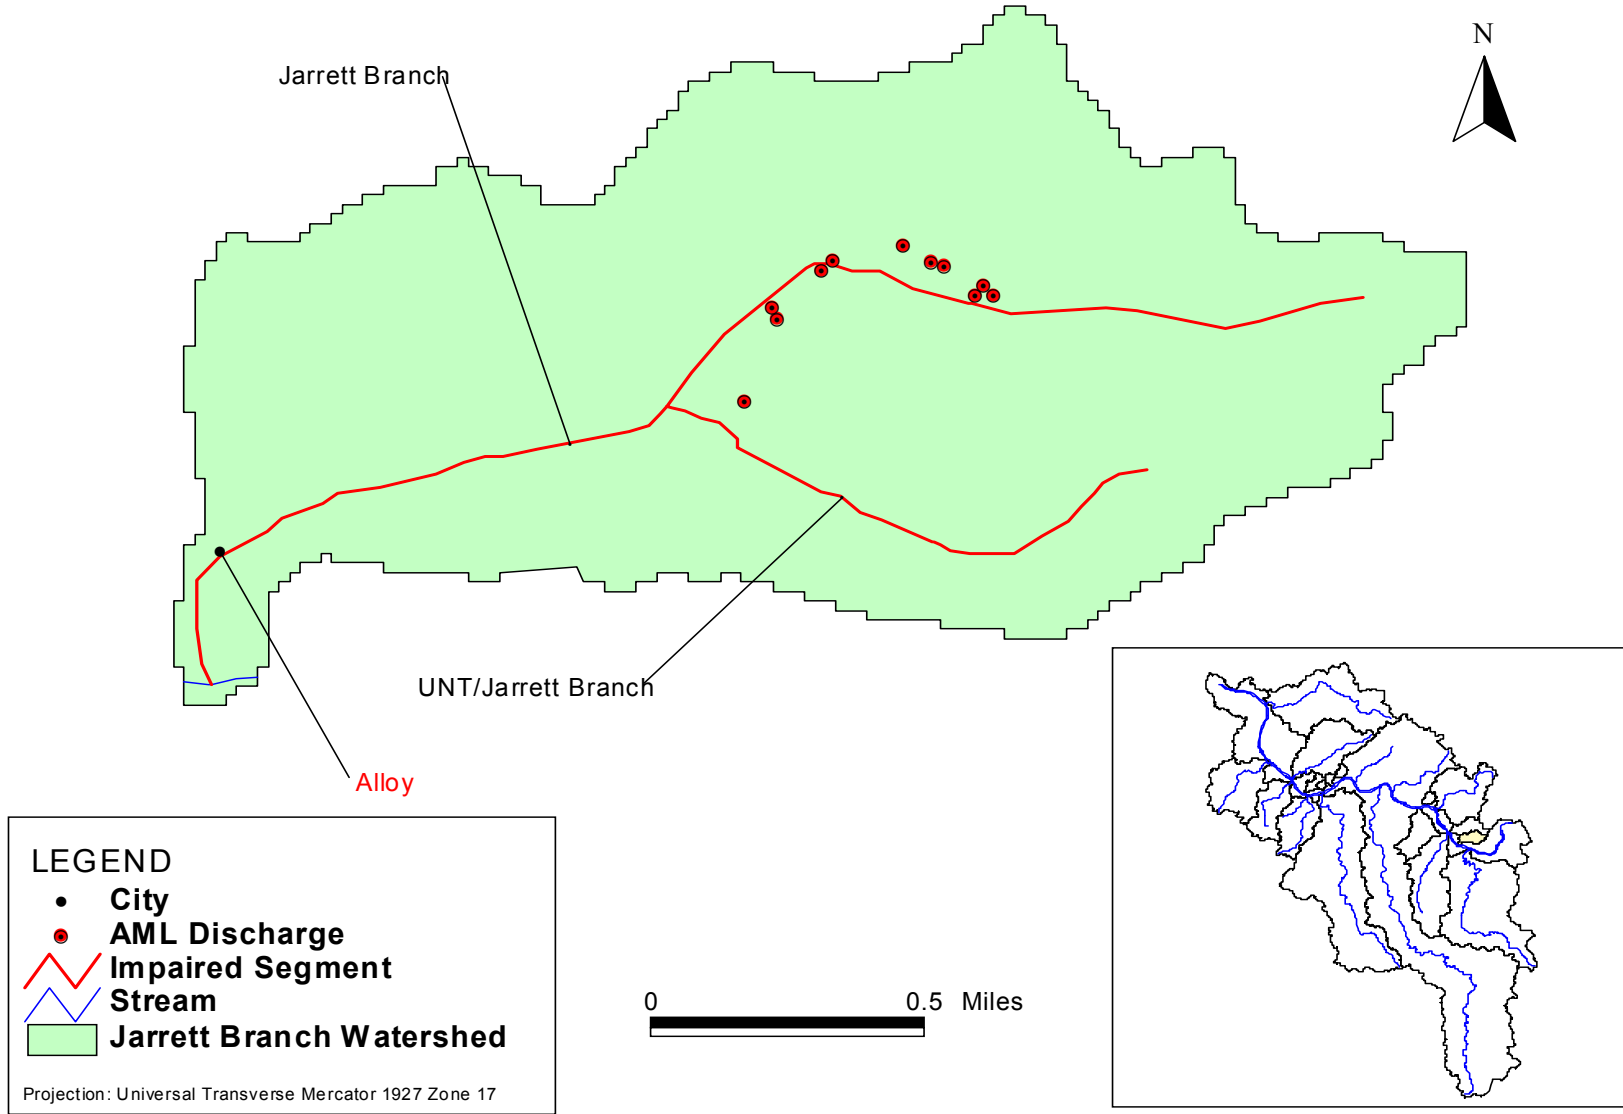 N
Jarrett Branch
UNT/Jarrett Branch
Alloy
LEGEND
City
AML Discharge
Impaired Segment
Stream
Jarrett Branch Watershed
Projection: Universal Transverse Mercator 1927 Zone 17
0 0.5 Miles